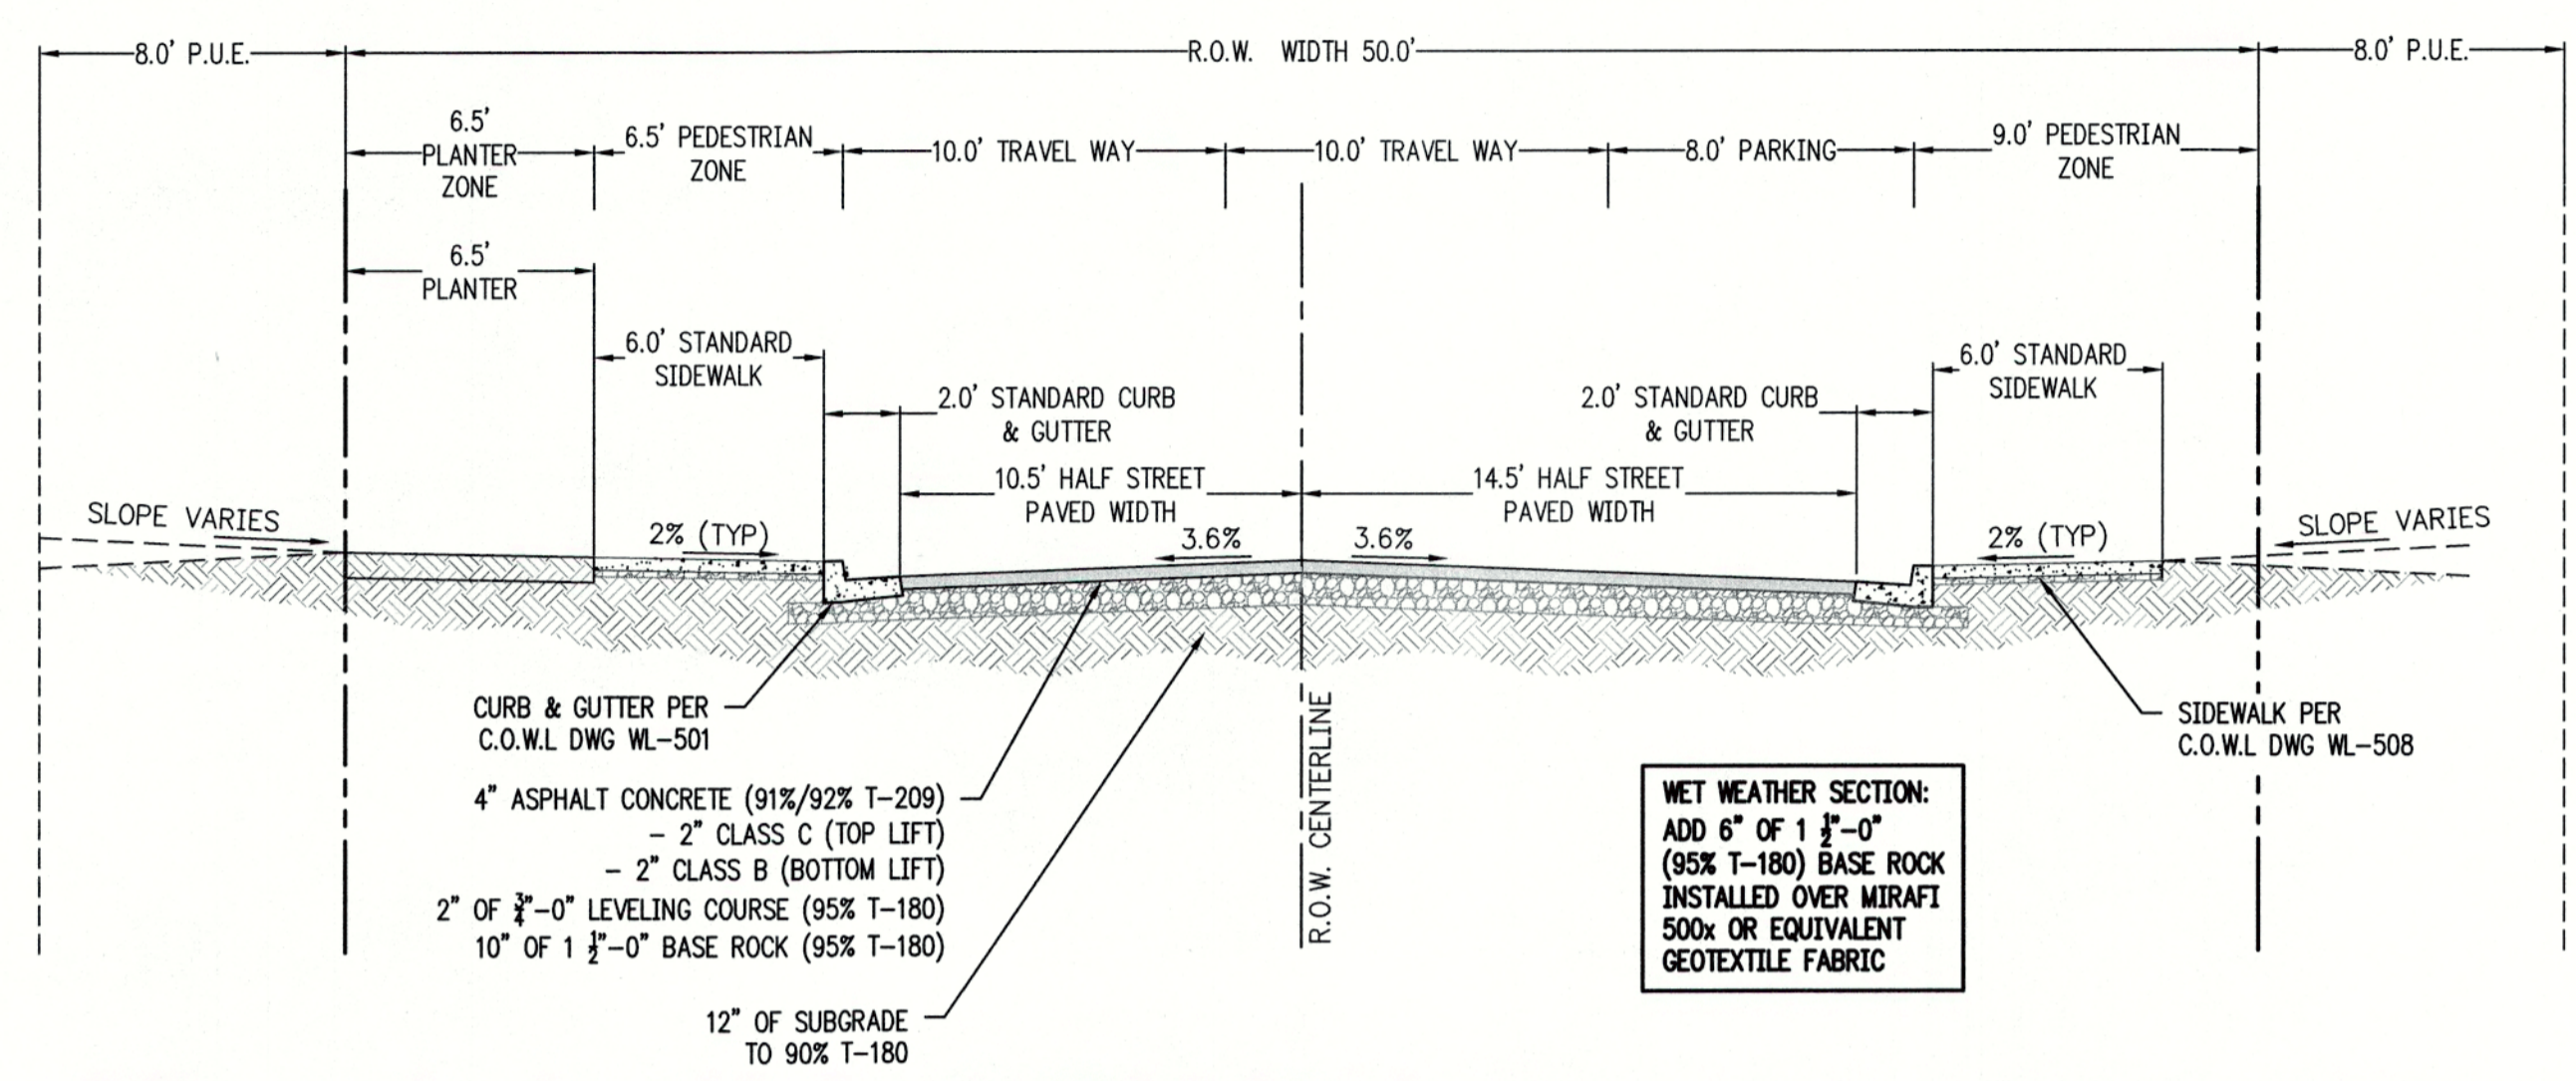 8.0' P.U.E.
R.O.W. WIDTH 50.0'
8.0' P.U.E.
6.5'
PLANTER
ZONE
6.5' PEDESTRIAN
ZONE
10.0' TRAVEL WAY
10.0' TRAVEL WAY
8.0' PARKING
9.0' PEDESTRIAN
ZONE
6.5'
PLANTER
6.0' STANDARD
SIDEWALK
2.0' STANDARD CURB
& GUTTER
2.0' STANDARD CURB
& GUTTER
6.0' STANDARD
SIDEWALK
10.5' HALF STREET
PAVED WIDTH
14.5' HALF STREET
PAVED WIDTH
SLOPE VARIES
2% (TYP)
3.6%
3.6%
2% (TYP)
SLOPE VARIES
CURB & GUTTER PER
C.O.W.L DWG WL-501
4" ASPHALT CONCRETE (91%/92% T-209)
- 2" CLASS C (TOP LIFT)
- 2" CLASS B (BOTTOM LIFT)
2" OF 3/4"-0" LEVELING COURSE (95% T-180)
10" OF 1 1/2"-0" BASE ROCK (95% T-180)
12" OF SUBGRADE
TO 90% T-180
R.O.W. CENTERLINE
WET WEATHER SECTION:
ADD 6" OF 1 1/2"-0"
(95% T-180) BASE ROCK
INSTALLED OVER MIRAFI
500x OR EQUIVALENT
GEOTEXTILE FABRIC
SIDEWALK PER
C.O.W.L DWG WL-508